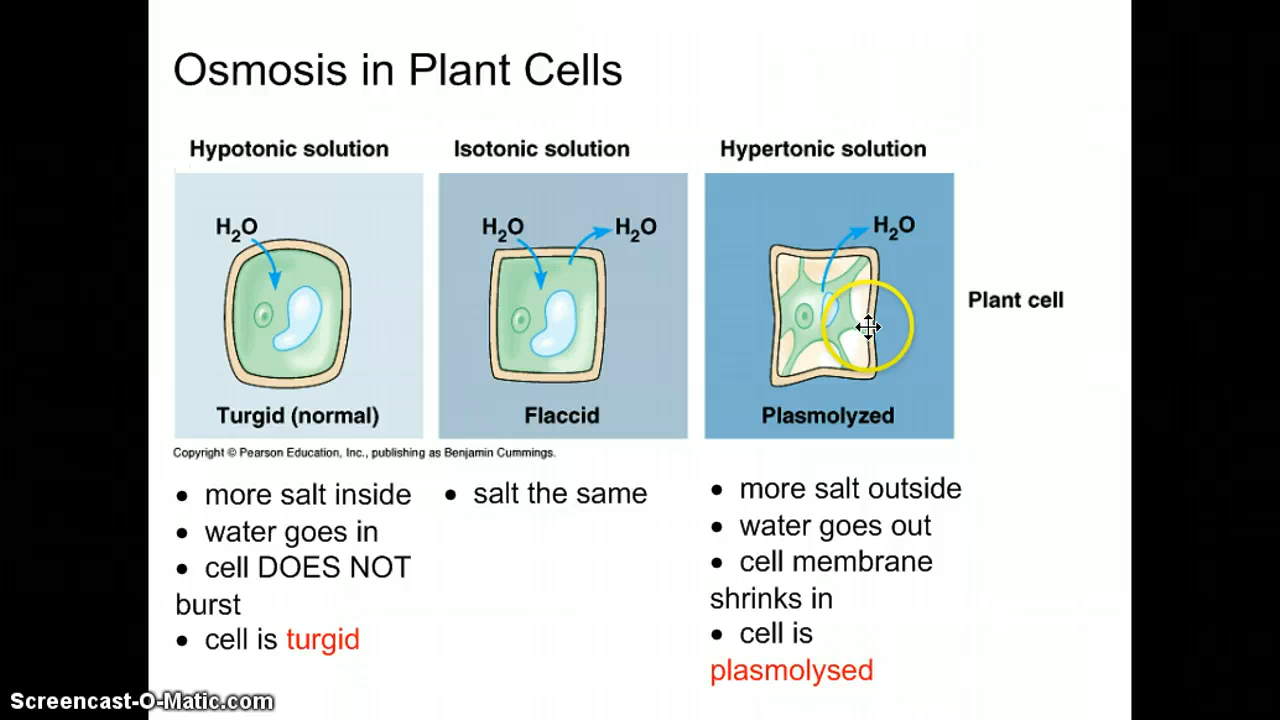 Osmosis in Plant Cells
Hypotonic solution
Isotonic solution
Hypertonic solution
H₂O
H₂O
H₂O
H₂O
Plant cell
Turgid (normal)
Flaccid
Plasmolyzed
Copyright © Pearson Education, Inc., publishing as Benjamin Cummings.
• more salt inside
• water goes in
• cell DOES NOT
burst
• cell is turgid
• salt the same
• more salt outside
• water goes out
• cell membrane
shrinks in
• cell is
plasmolysed
Screencast-O-Matic.com